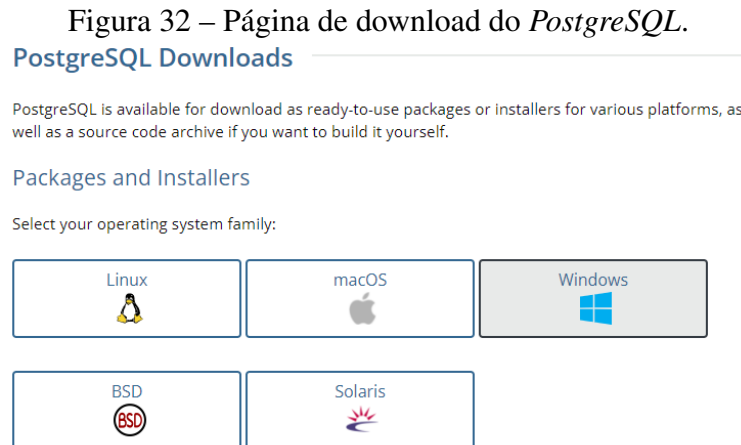 Figura 32 – Página de download do PostgreSQL.
PostgreSQL Downloads
PostgreSQL is available for download as ready-to-use packages or installers for various platforms, as
well as a source code archive if you want to build it yourself.
Packages and Installers
Select your operating system family:
Linux
macOS
Windows
BSD
Solaris
BSD